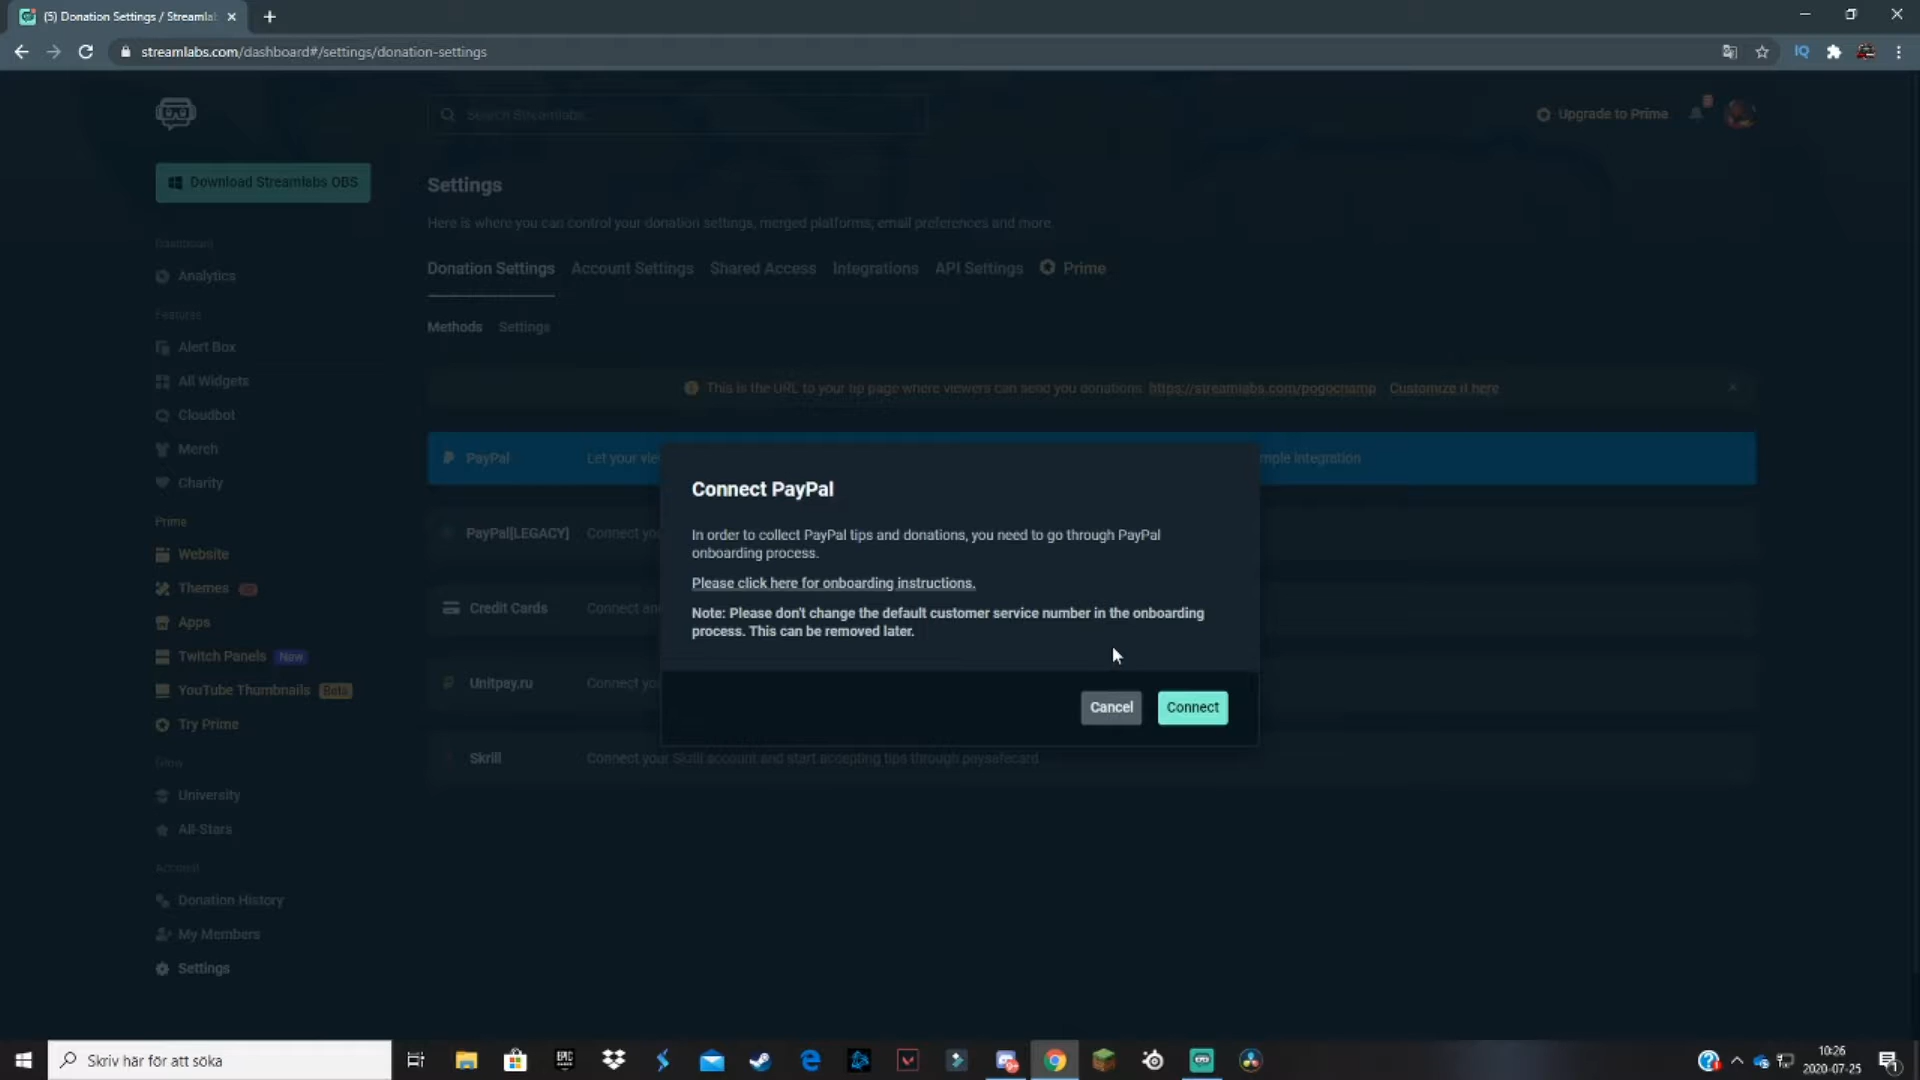 (5) Donation Settings / Streamla
streamlabs.com/dashboard#/settings/donation-settings
Search Streamlabs...
Upgrade to Prime
Download Streamlabs OBS
Settings
Here is where you can control your donation settings, merged platforms, email preferences and more.
Donation Settings Account Settings Shared Access Integrations API Settings Prime
Methods Settings
This is the URL to your tip page where viewers can send you donations. https://streamlabs.com/pogochamp Customize it here
Dashboard
Analytics
Features
Alert Box
All Widgets
Cloudbot
Merch
Charity
Prime
Website
Themes
Apps
Twitch Panels New
YouTube Thumbnails Beta
Try Prime
Grow
University
All-Stars
Account
Donation History
My Members
Settings
PayPal Let your vie mple integration
PayPal[LEGACY] Connect yo
Credit Cards Connect an
Unitpay.ru Connect yo
Skrill Connect your Skrill account and start accepting tips through paysafecard
Connect PayPal
In order to collect PayPal tips and donations, you need to go through PayPal
onboarding process.
Please click here for onboarding instructions.
Note: Please don't change the default customer service number in the onboarding
process. This can be removed later.
Cancel Connect
Skriv här för att söka
10:26
2020-07-25